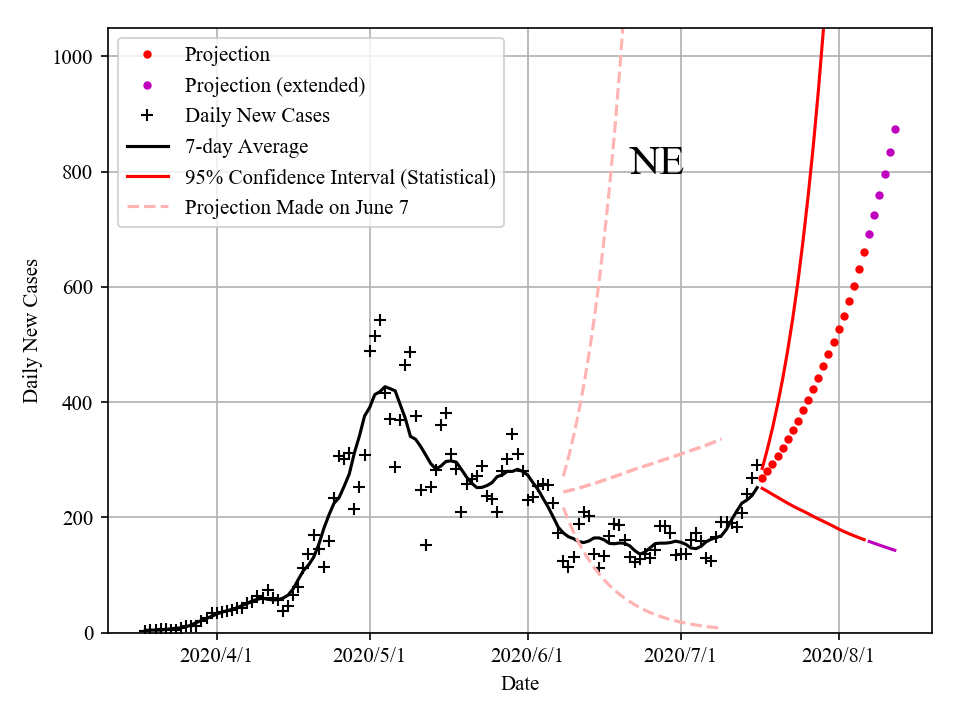 1000
800
600
400
200
0
Daily New Cases
Projection
Projection (extended)
Daily New Cases
7-day Average
95% Confidence Interval (Statistical)
Projection Made on June 7
NE
2020/4/1 2020/5/1 2020/6/1 2020/7/1 2020/8/1
Date